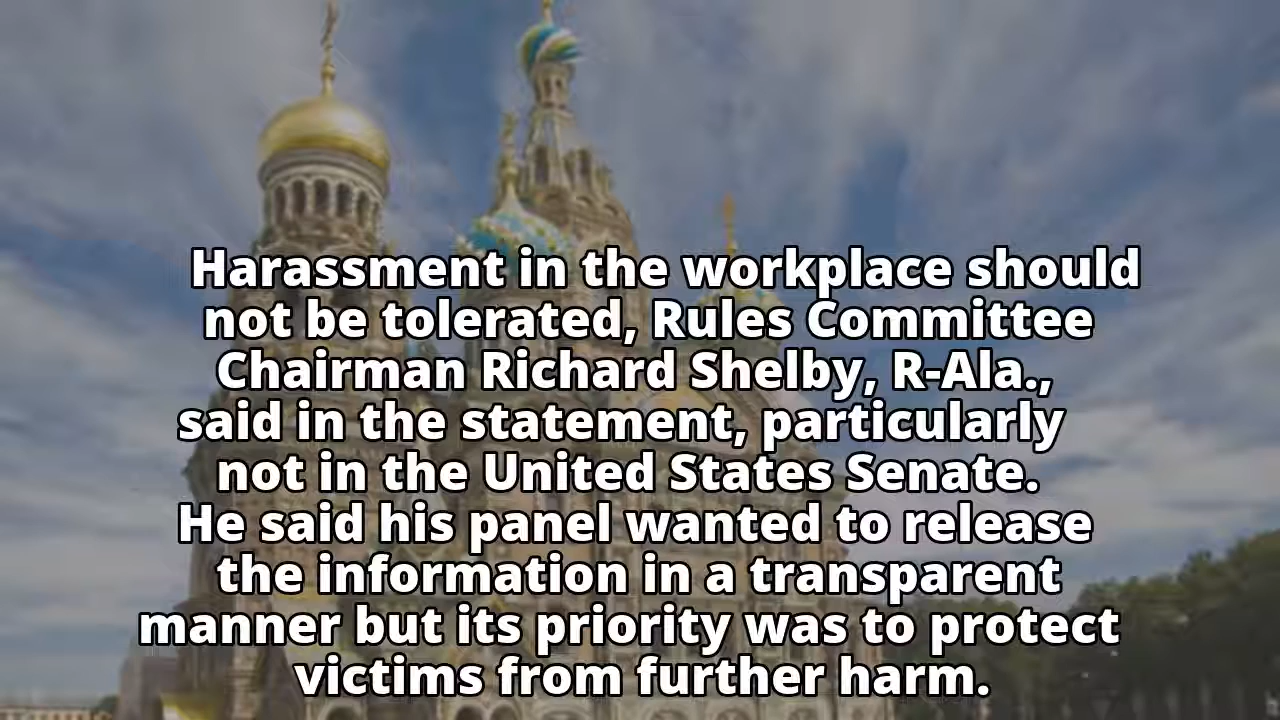 Harassment in the workplace should
not be tolerated, Rules Committee
Chairman Richard Shelby, R-Ala.,
said in the statement, particularly
not in the United States Senate.
He said his panel wanted to release
the information in a transparent
manner but its priority was to protect
victims from further harm.